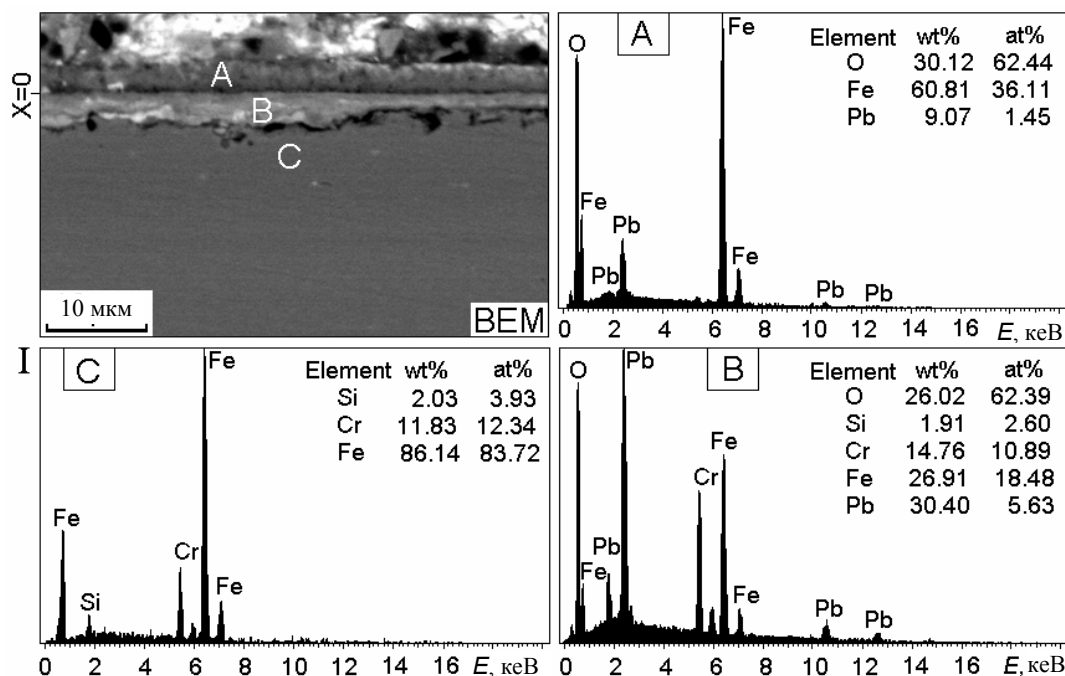 X=0
A
B
C
10 мкм
BEM
A
O
Fe
Fe
Pb
Pb
Fe
Pb
Pb
Element wt% at%
O 30.12 62.44
Fe 60.81 36.11
Pb 9.07 1.45
0 2 4 6 8 10 12 14 16 E, кеВ
I
C
Fe
Si
Cr
Fe
Fe
Element wt% at%
Si 2.03 3.93
Cr 11.83 12.34
Fe 86.14 83.72
0 2 4 6 8 10 12 14 16 E, кеВ
B
O
Fe
Pb
Pb
Cr
Fe
Fe
Pb
Pb
Element wt% at%
O 26.02 62.39
Si 1.91 2.60
Cr 14.76 10.89
Fe 26.91 18.48
Pb 30.40 5.63
0 2 4 6 8 10 12 14 16 E, кеВ